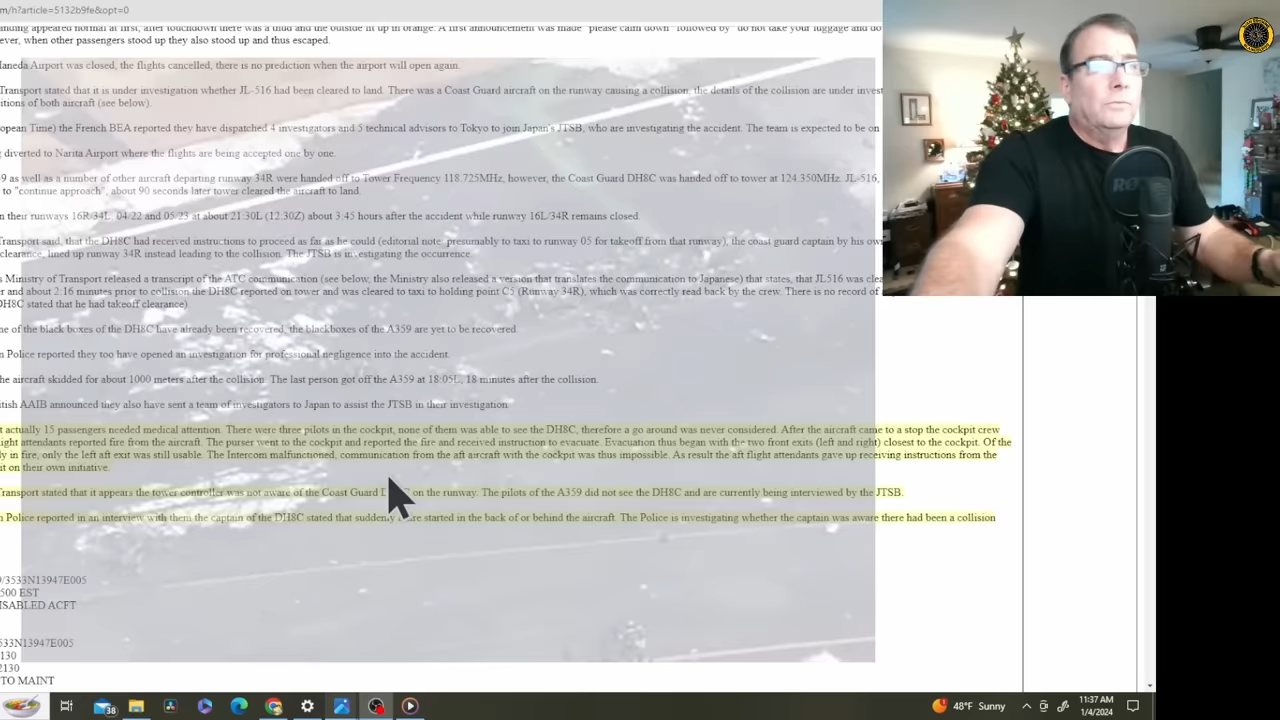 m/h?article=5132b9fe&opt=0
anding appeared normal at first, after touchdown there was a thud and the outside lit up in orange. A first announcement was made "please calm down" followed by "do not take your luggage and do
ever, when other passengers stood up they also stood up and thus escaped.
Haneda Airport was closed, the flights cancelled, there is no prediction when the airport will open again.
Transport stated that it is under investigation whether JL-516 had been cleared to land. There was a Coast Guard aircraft on the runway causing a collision, the details of the collision are under invest
itions of both aircraft (see below).
opean Time) the French BEA reported they have dispatched 4 investigators and 5 technical advisors to Tokyo to join Japan's JTSB, who are investigating the accident. The team is expected to be on
g diverted to Narita Airport where the flights are being accepted one by one.
9 as well as a number of other aircraft departing runway 34R were handed off to Tower Frequency 118.725MHz, however, the Coast Guard DH8C was handed off to tower at 124.350MHz. JL-516,
to "continue approach", about 90 seconds later tower cleared the aircraft to land.
n their runways 16R/34L, 04/22 and 05/23 at about 21:30L (12:30Z) about 3:45 hours after the accident while runway 16L/34R remains closed.
Transport said, that the DH8C had received instructions to proceed as far as he could (editorial note: presumably to taxi to runway 05 for takeoff from that runway), the coast guard captain by his own
clearance, lined up runway 34R instead leading to the collision. The JTSB is investigating the occurrence.
s Ministry of Transport released a transcript of the ATC communication (see below, the Ministry also released a version that translates the communication to Japanese) that states, that JL516 was clea
r and about 2:16 minutes prior to collision the DH8C reported on tower and was cleared to taxi to holding point C5 (Runway 34R), which was correctly read back by the crew. There is no record of
DH8C stated that he had takeoff clearance)
ne of the black boxes of the DH8C have already been recovered, the blackboxes of the A359 are yet to be recovered.
n Police reported they too have opened an investigation for professional negligence into the accident.
he aircraft skidded for about 1000 meters after the collision. The last person got off the A359 at 18:05L, 18 minutes after the collision.
itish AAIB announced they also have sent a team of investigators to Japan to assist the JTSB in their investigation.
t actually 15 passengers needed medical attention. There were three pilots in the cockpit, none of them was able to see the DH8C, therefore a go around was never considered. After the aircraft came to a stop the cockpit crew
light attendants reported fire from the aircraft. The purser went to the cockpit and reported the fire and received instruction to evacuate. Evacuation thus began with the two front exits (left and right) closest to the cockpit. Of the
ly in fire, only the left aft exit was still usable. The Intercom malfunctioned, communication from the aft aircraft with the cockpit was thus impossible. As result the aft flight attendants gave up receiving instructions from the
it on their own initiative.
Transport stated that it appears the tower controller was not aware of the Coast Guard on the runway. The pilots of the A359 did not see the DH8C and are currently being interviewed by the JTSB.
n Police reported in an interview with them the captain of the DH8C stated that suddenly started in the back of or behind the aircraft. The Police is investigating whether the captain was aware there had been a collision
0/3533N13947E005
500 EST
ISABLED ACFT
533N13947E005
130
2130
TO MAINT
RODE
38
48°F Sunny
11:37 AM
1/4/2024